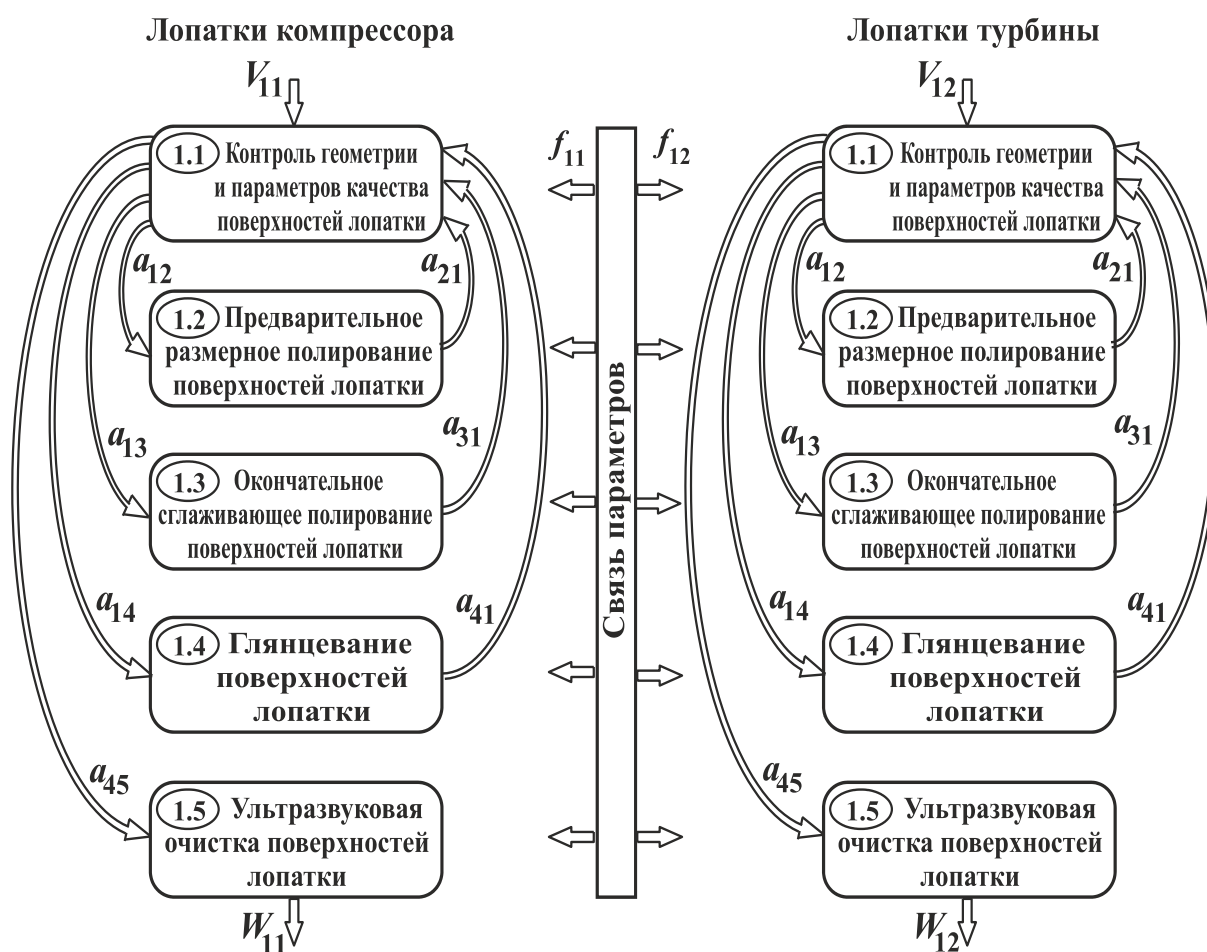 Лопатки компрессора
V11
1.1 Контроль геометрии
и параметров качества
поверхностей лопатки
a12
a21
1.2 Предварительное
размерное полирование
поверхностей лопатки
a13
a31
1.3 Окончательное
сглаживающее полирование
поверхностей лопатки
a14
a41
1.4 Глянцевание
поверхностей
лопатки
a45
1.5 Ультразвуковая
очистка поверхностей
лопатки
W11
f11
f12
Связь параметров
Лопатки турбины
V12
1.1 Контроль геометрии
и параметров качества
поверхностей лопатки
a12
a21
1.2 Предварительное
размерное полирование
поверхностей лопатки
a13
a31
1.3 Окончательное
сглаживающее полирование
поверхностей лопатки
a14
a41
1.4 Глянцевание
поверхностей
лопатки
a45
1.5 Ультразвуковая
очистка поверхностей
лопатки
W12